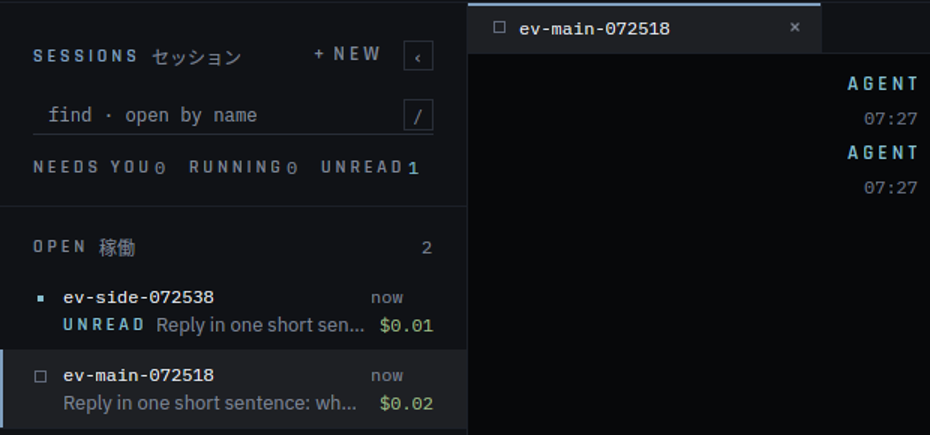 SESSIONS セッション + NEW ‹
find · open by name /
NEEDS YOU 0 RUNNING 0 UNREAD 1
OPEN 稼働 2
ev-side-072538 now
UNREAD Reply in one short sen... $0.01
ev-main-072518 now
Reply in one short sentence: wh... $0.02
ev-main-072518 ×
AGENT
07:27
AGENT
07:27